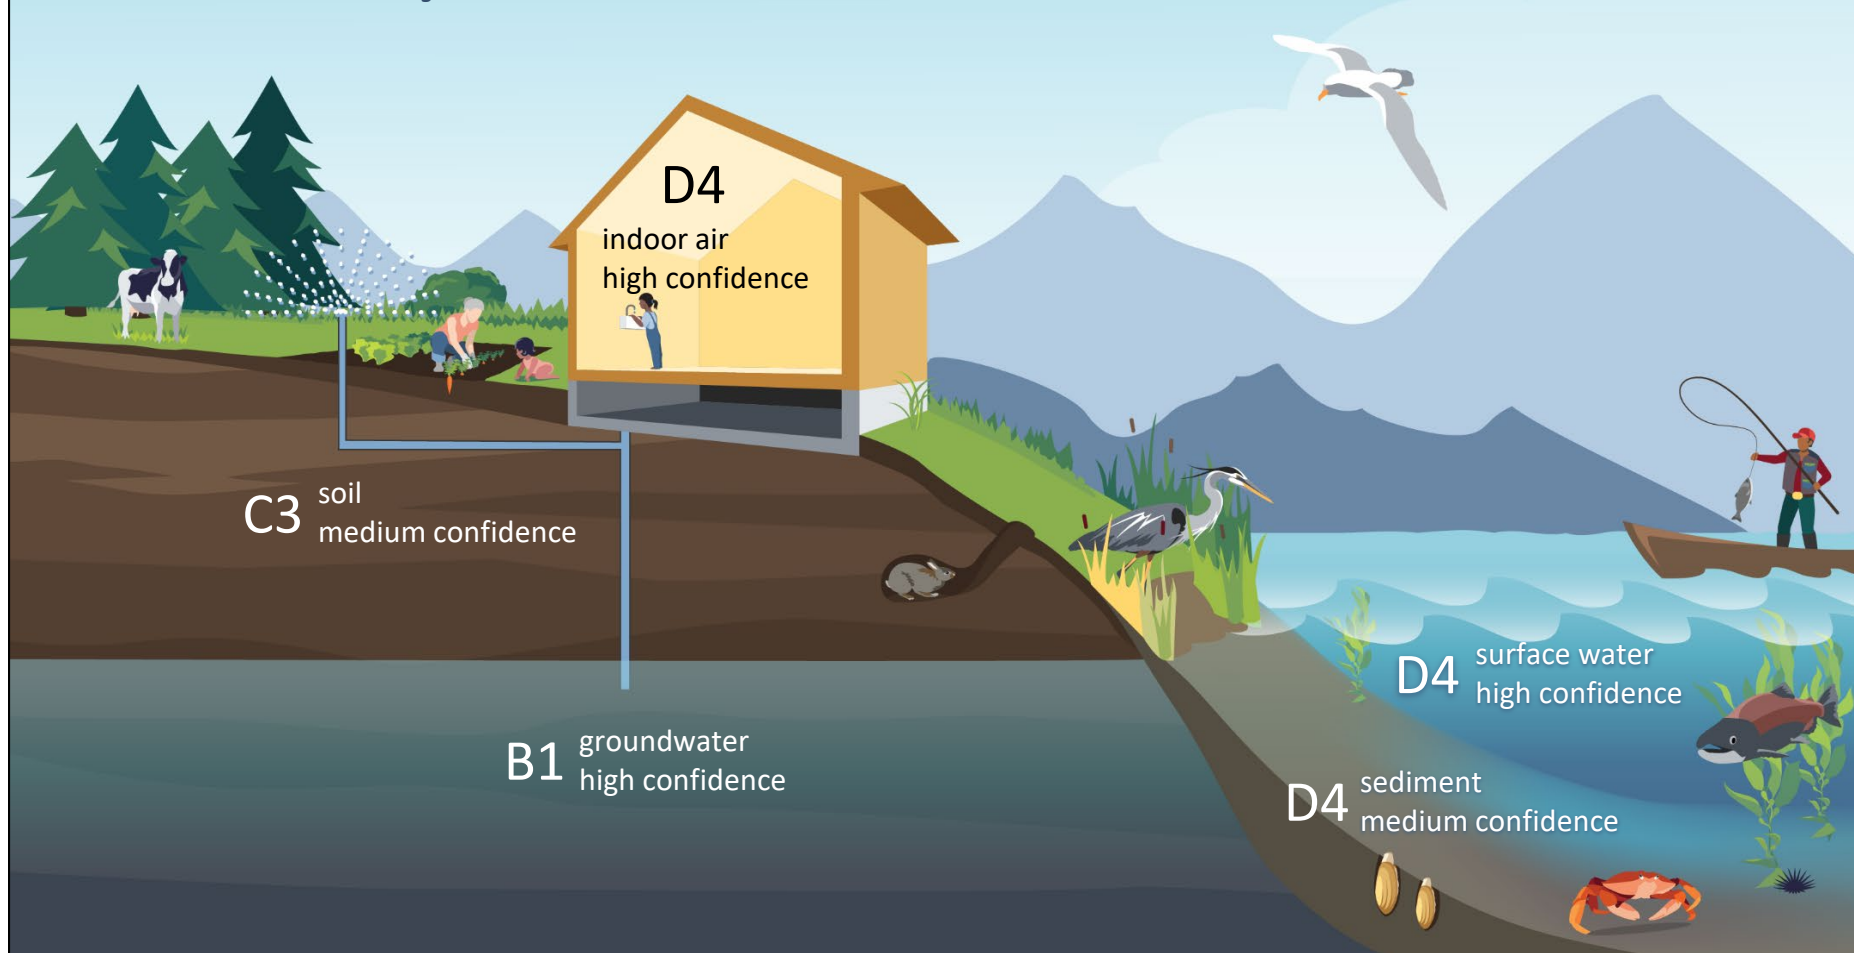 D4
indoor air
high confidence
C3 soil
medium confidence
B1 groundwater
high confidence
D4 surface water
high confidence
D4 sediment
medium confidence